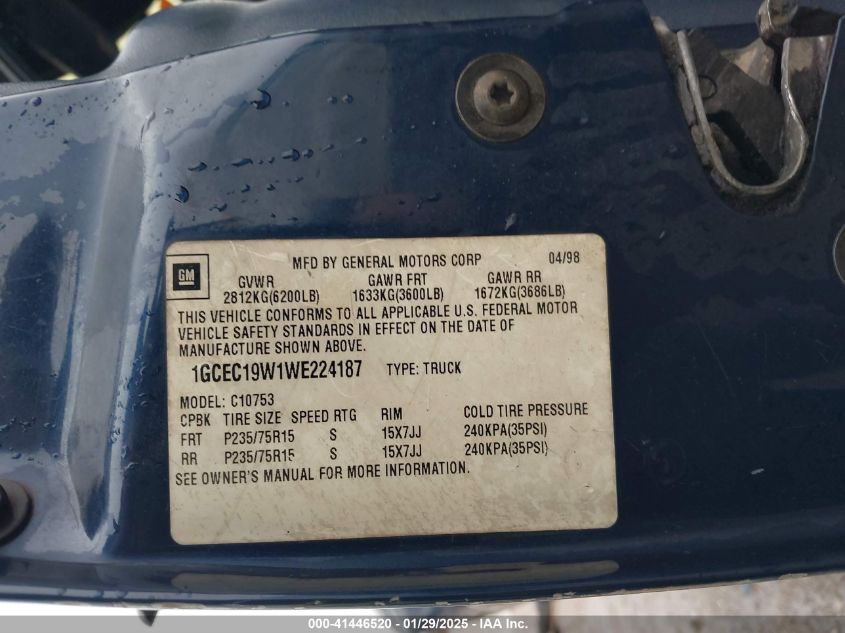 MFD BY GENERAL MOTORS CORP 04/98
GM
GVWR GAWR FRT GAWR RR
2812KG(6200LB) 1633KG(3600LB) 1672KG(3686LB)
THIS VEHICLE CONFORMS TO ALL APPLICABLE U.S. FEDERAL MOTOR
VEHICLE SAFETY STANDARDS IN EFFECT ON THE DATE OF
MANUFACTURE SHOWN ABOVE.
1GCEC19W1WE224187 TYPE: TRUCK
MODEL: C10753
CPBK TIRE SIZE SPEED RTG RIM COLD TIRE PRESSURE
FRT P235/75R15 S 15X7JJ 240KPA(35PSI)
RR P235/75R15 S 15X7JJ 240KPA(35PSI)
SEE OWNER'S MANUAL FOR MORE INFORMATION.
000-41446520 - 01/29/2025 - IAA Inc.